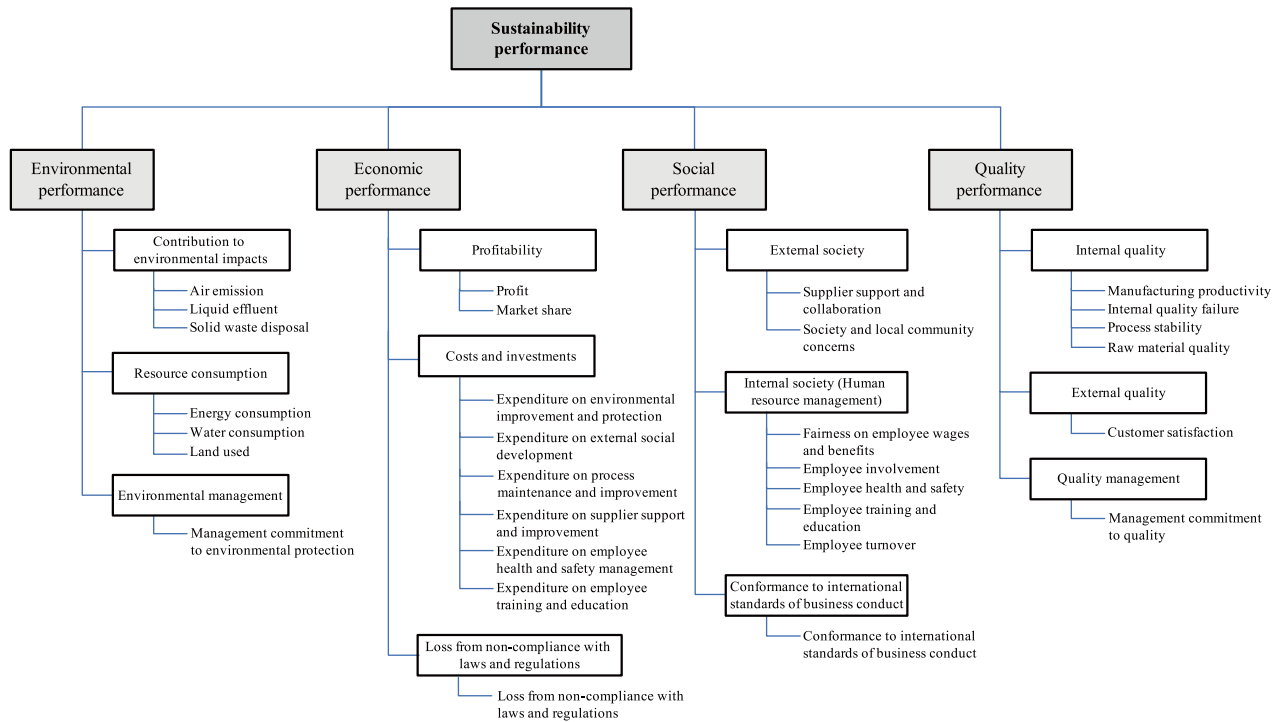 Sustainability
performance
Environmental
performance
Contribution to
environmental impacts
Air emission
Liquid effluent
Solid waste disposal
Resource consumption
Energy consumption
Water consumption
Land used
Environmental management
Management commitment
to environmental protection
Economic
performance
Profitability
Profit
Market share
Costs and investments
Expenditure on environmental
improvement and protection
Expenditure on external social
development
Expenditure on process
maintenance and improvement
Expenditure on supplier support
and improvement
Expenditure on employee
health and safety management
Expenditure on employee
training and education
Loss from non-compliance with
laws and regulations
Loss from non-compliance with
laws and regulations
Social
performance
External society
Supplier support and
collaboration
Society and local community
concerns
Internal society (Human
resource management)
Fairness on employee wages
and benefits
Employee involvement
Employee health and safety
Employee training and
education
Employee turnover
Conformance to international
standards of business conduct
Conformance to international
standards of business conduct
Quality
performance
Internal quality
Manufacturing productivity
Internal quality failure
Process stability
Raw material quality
External quality
Customer satisfaction
Quality management
Management commitment
to quality